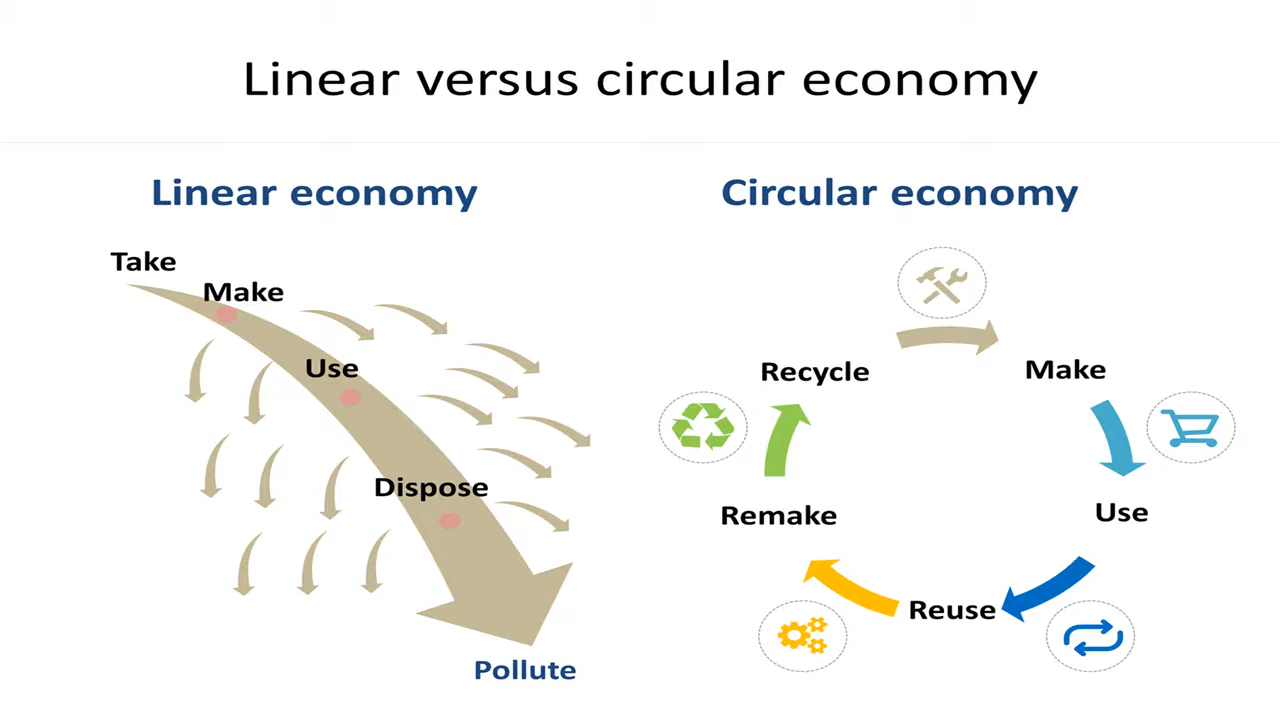 Linear versus circular economy
Linear economy
Take
Make
Use
Dispose
Pollute
Circular economy
Make
Use
Reuse
Remake
Recycle